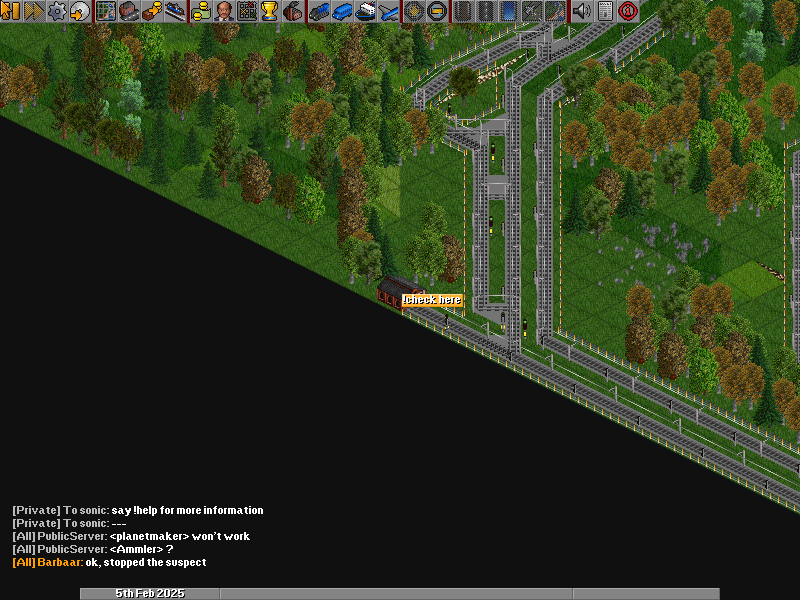 !check here
[Private] To sonic: say !help for more information
[Private] To sonic: ---
[All] PublicServer: <planetmaker> won't work
[All] PublicServer: <Ammler> ?
[All] Barbaar: ok, stopped the suspect
5th Feb 2025